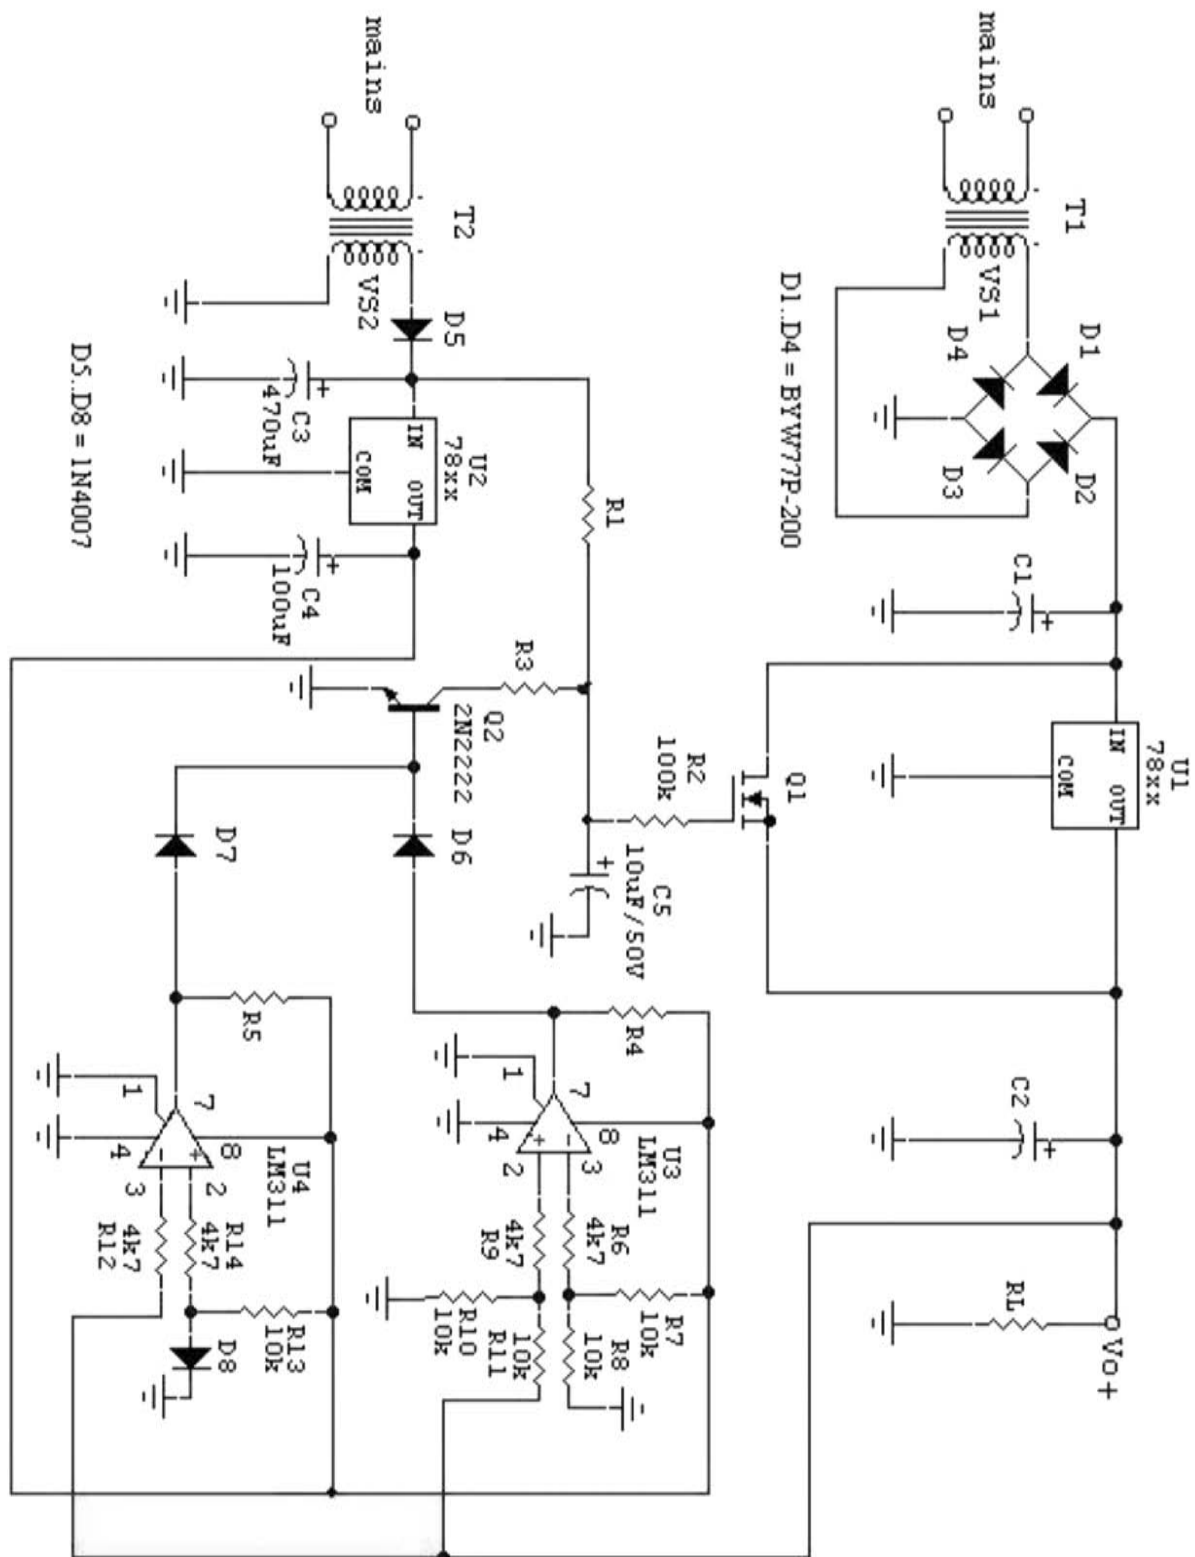 mains
T1
VS1
D1
D4
D3
D2
D1..D4 = BYW77P-200
C1
+
U1
78xx
IN
OUT
COM
Q1
R2
100k
C2
+
RL
Vo+
mains
T2
VS2
D5
D5..D8 = 1N4007
C3
470uF
+
U2
78xx
IN
OUT
COM
C4
100uF
+
R1
R3
Q2
2N2222
C5
10uF/50V
+
D6
D7
R4
R5
U3
LM311
7
1
8
4
+
-
2
3
R6
4k7
4k7
R9
R7
10k
R8
10k
10k
R11
R10
10k
U4
LM311
7
1
8
4
+
-
2
3
R14
4k7
4k7
R12
R13
10k
D8